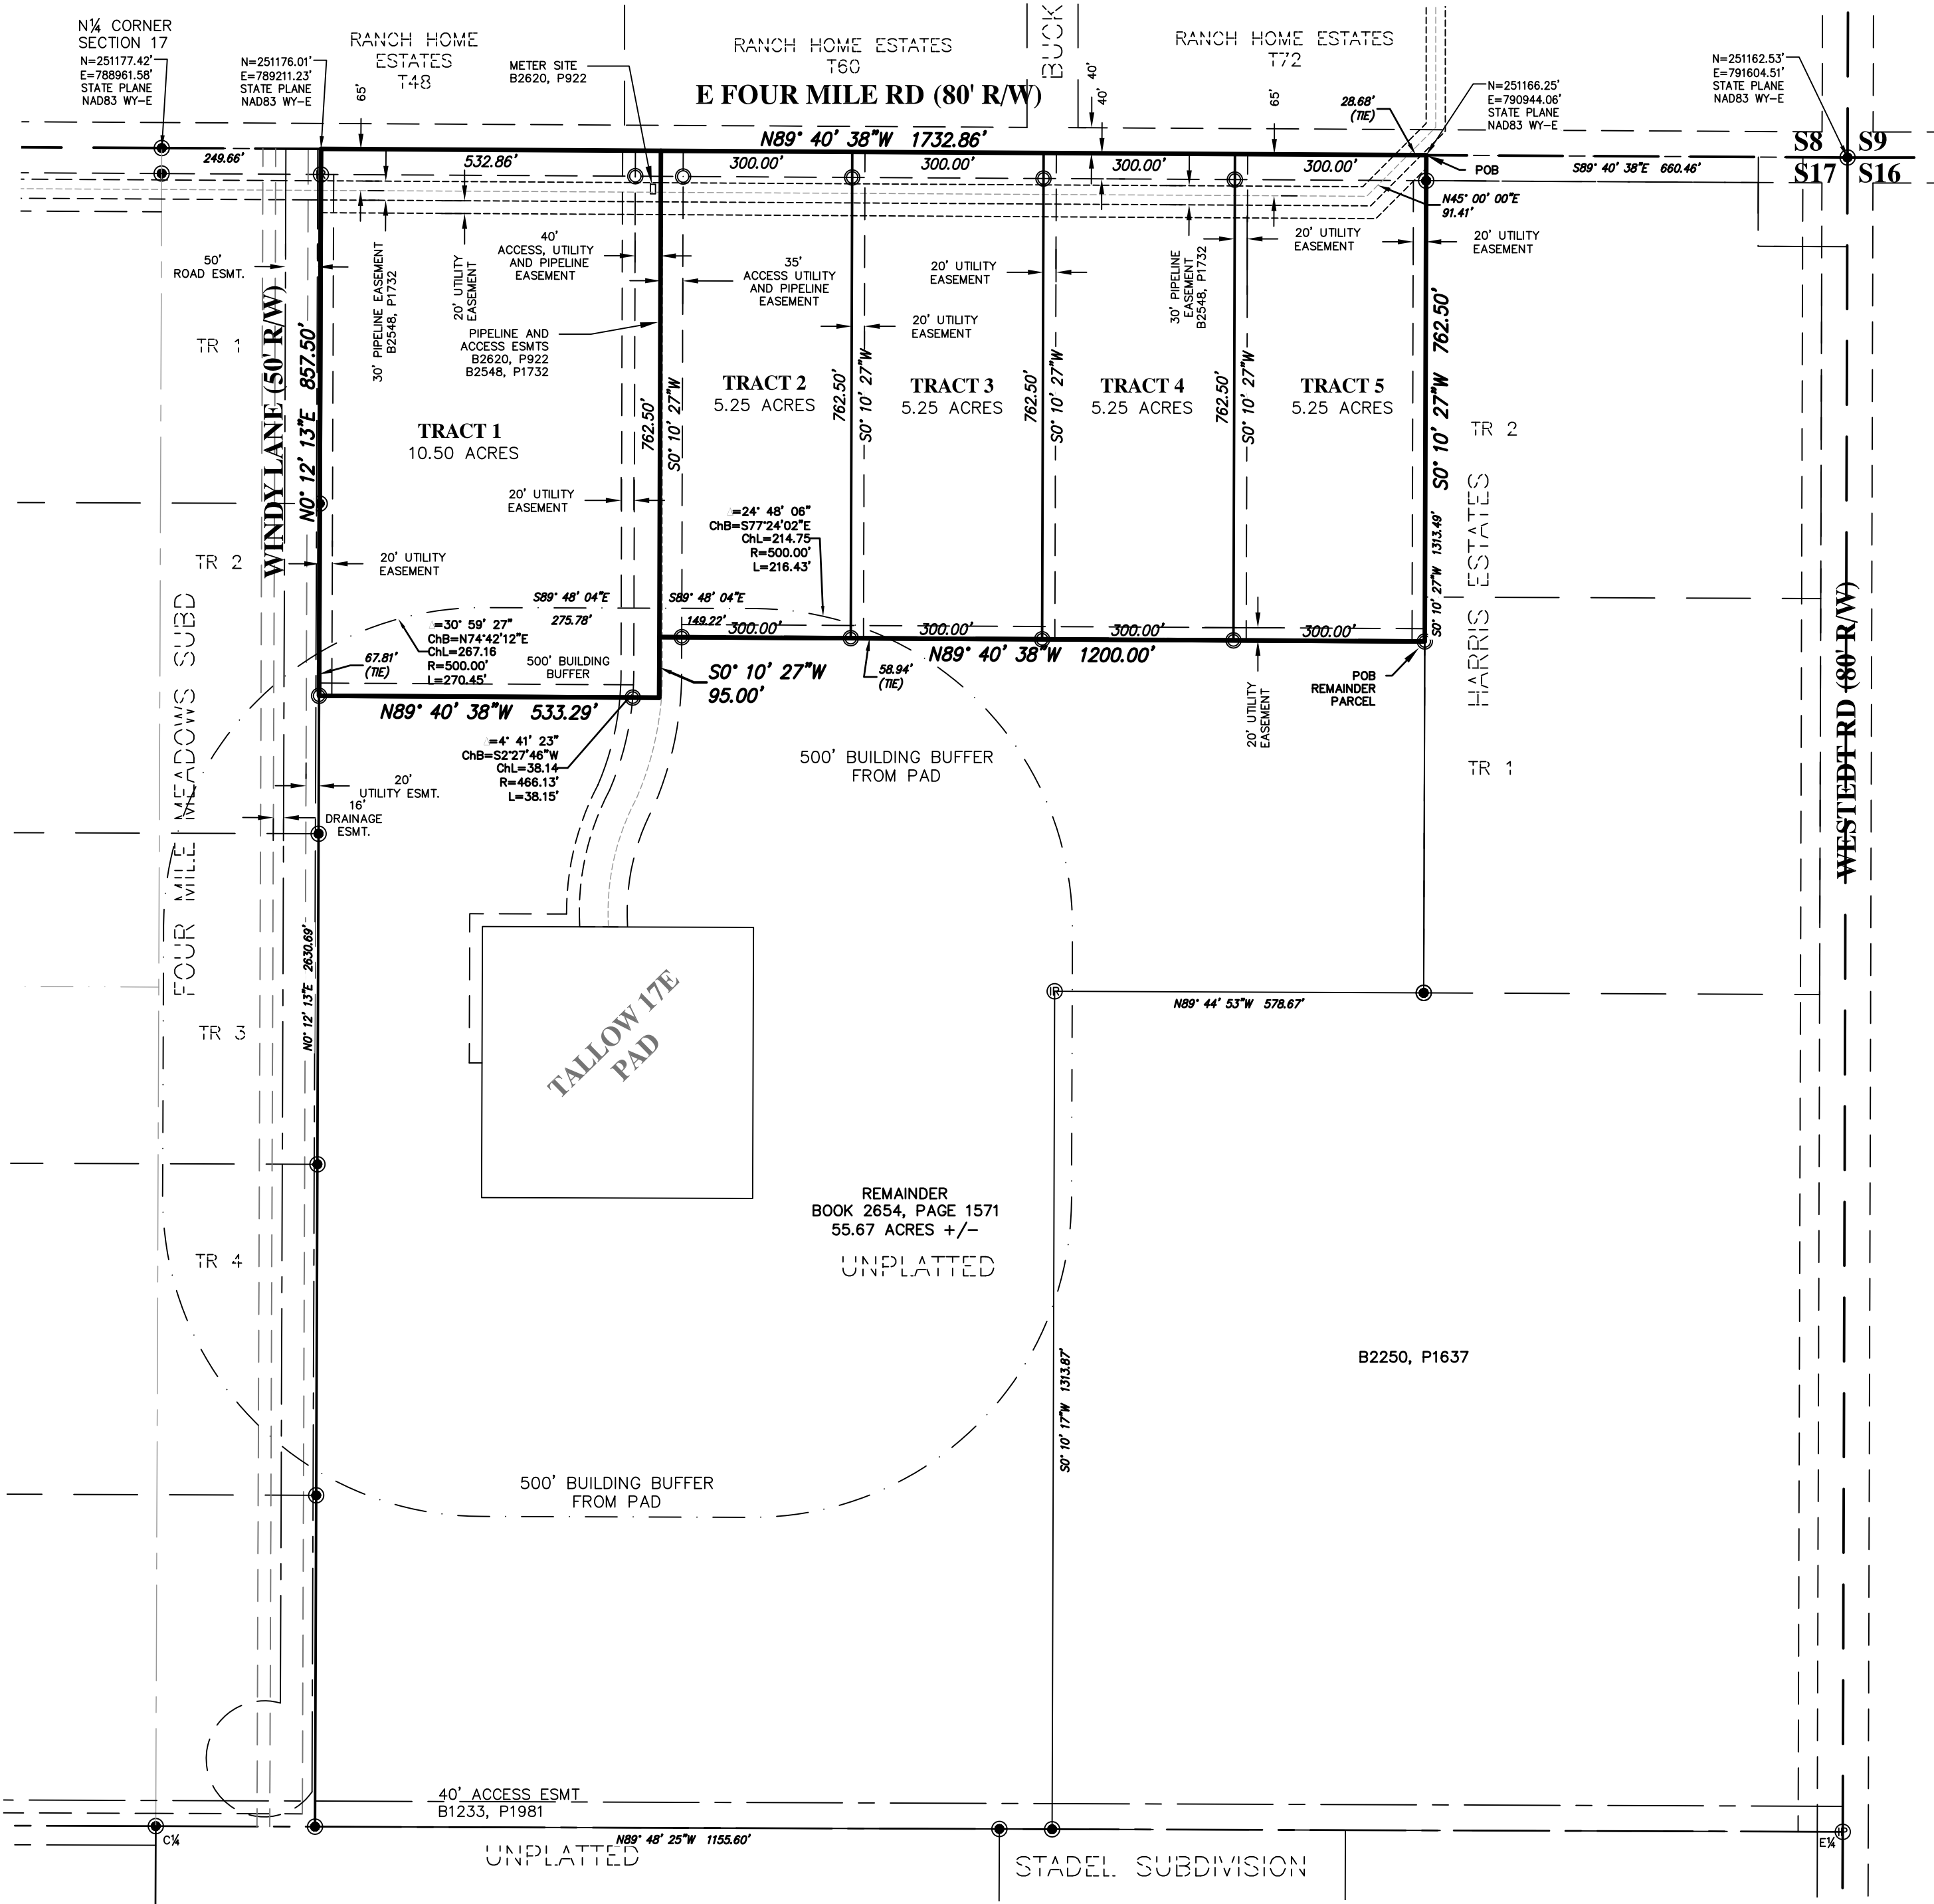 N¼ CORNER
SECTION 17
N=251177.42'
E=788961.58'
STATE PLANE
NAD83 WY-E
N=251176.01'
E=789211.23'
STATE PLANE
NAD83 WY-E
RANCH HOME
ESTATES
T48
65'
METER SITE
B2620, P922
RANCH HOME ESTATES
T60
E FOUR MILE RD (80' R/W)
BUCK
40'
40'
RANCH HOME ESTATES
T72
65'
28.68'
(TIE)
N=251166.25'
E=790944.06'
STATE PLANE
NAD83 WY-E
N=251162.53'
E=791604.51'
STATE PLANE
NAD83 WY-E
S8
S9
S17
S16
249.66'
532.86'
N89° 40' 38"W 1732.86'
300.00'
300.00'
300.00'
300.00'
POB
S89° 40' 38"E 660.46'
N45° 00' 00"E
91.41'
50'
ROAD ESMT.
WINDY LANE (50' R/W)
N0° 12' 13"E 857.50'
30' PIPELINE EASEMENT
B2548, P1732
20' UTILITY
EASEMENT
40'
ACCESS, UTILITY
AND PIPELINE
EASEMENT
PIPELINE AND
ACCESS ESMTS
B2620, P922
B2548, P1732
35'
ACCESS UTILITY
AND PIPELINE
EASEMENT
20' UTILITY
EASEMENT
20' UTILITY
EASEMENT
30' PIPELINE
EASEMENT
B2548, P1732
20' UTILITY
EASEMENT
20' UTILITY
EASEMENT
TR 1
TRACT 1
10.50 ACRES
762.50'
S0° 10' 27"W
TRACT 2
5.25 ACRES
762.50'
S0° 10' 27"W
TRACT 3
5.25 ACRES
762.50'
S0° 10' 27"W
TRACT 4
5.25 ACRES
762.50'
S0° 10' 27"W
TRACT 5
5.25 ACRES
S0° 10' 27"W 762.50'
S0° 10' 27"W 1313.49'
TR 2
HARRIS ESTATES
20' UTILITY
EASEMENT
△=24° 48' 06"
ChB=S77°24'02"E
ChL=214.75
R=500.00'
L=216.43'
TR 2
20' UTILITY
EASEMENT
FOUR MILE MEADOWS SUBD
S89° 48' 04"E
275.78'
S89° 48' 04"E
149.22'
△=30° 59' 27"
ChB=N74°42'12"E
ChL=267.16
R=500.00'
L=270.45'
67.81'
(TIE)
500' BUILDING
BUFFER
300.00'
300.00'
300.00'
300.00'
S0° 10' 27"W
95.00'
58.94'
(TIE)
N89° 40' 38"W 1200.00'
20' UTILITY
EASEMENT
POB
REMAINDER
PARCEL
WESTEDT RD (80' R/W)
N89° 40' 38"W 533.29'
△=4° 41' 23"
ChB=S2°27'46"W
ChL=38.14
R=466.13'
L=38.15'
500' BUILDING BUFFER
FROM PAD
TR 1
20'
UTILITY ESMT.
16'
DRAINAGE
ESMT.
N0° 12' 13"E 2630.69'
TR 3
TALLOW 17E
PAD
IR
N89° 44' 53"W 578.67'
REMAINDER
BOOK 2654, PAGE 1571
55.67 ACRES +/-
UNPLATTED
TR 4
S0° 10' 17"W 1313.87'
B2250, P1637
500' BUILDING BUFFER
FROM PAD
40' ACCESS ESMT
B1233, P1981
C¼
N89° 48' 25"W 1155.60'
UNPLATTED
STADEL SUBDIVISION
E¼